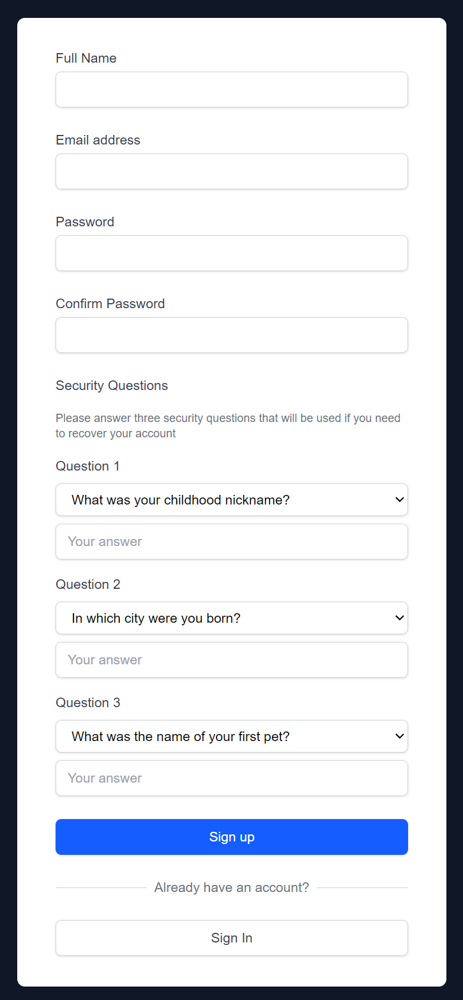 Full Name
Email address
Password
Confirm Password
Security Questions
Please answer three security questions that will be used if you need
to recover your account
Question 1
What was your childhood nickname?
Your answer
Question 2
In which city were you born?
Your answer
Question 3
What was the name of your first pet?
Your answer
Sign up
Already have an account?
Sign In